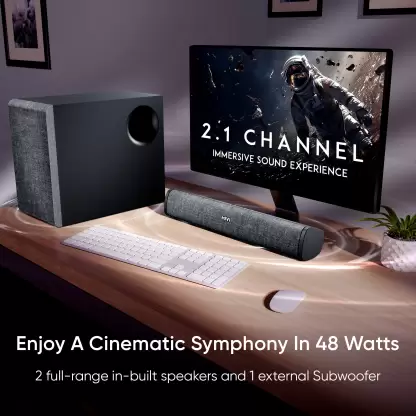 2.1 CHANNEL
IMMERSIVE SOUND EXPERIENCE
mivi
Enjoy A Cinematic Symphony In 48 Watts
2 full-range in-built speakers and 1 external Subwoofer